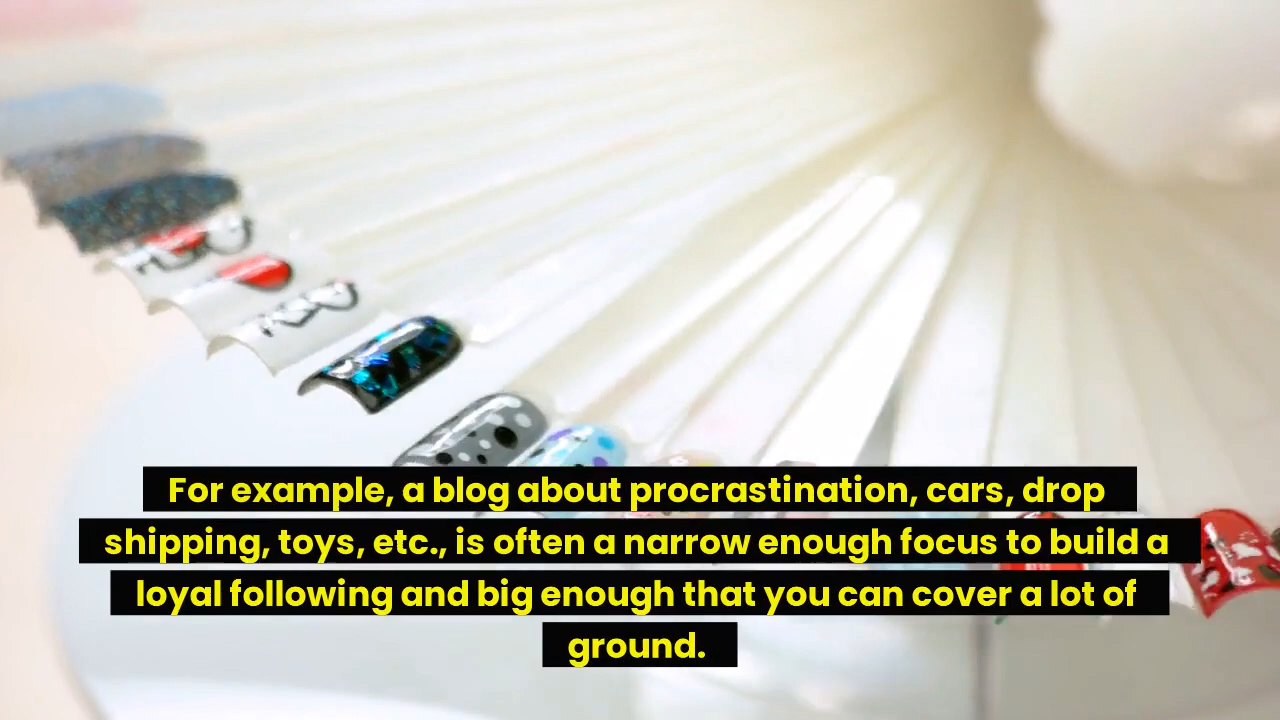 For example, a blog about procrastination, cars, drop
shipping, toys, etc., is often a narrow enough focus to build a
loyal following and big enough that you can cover a lot of
ground.